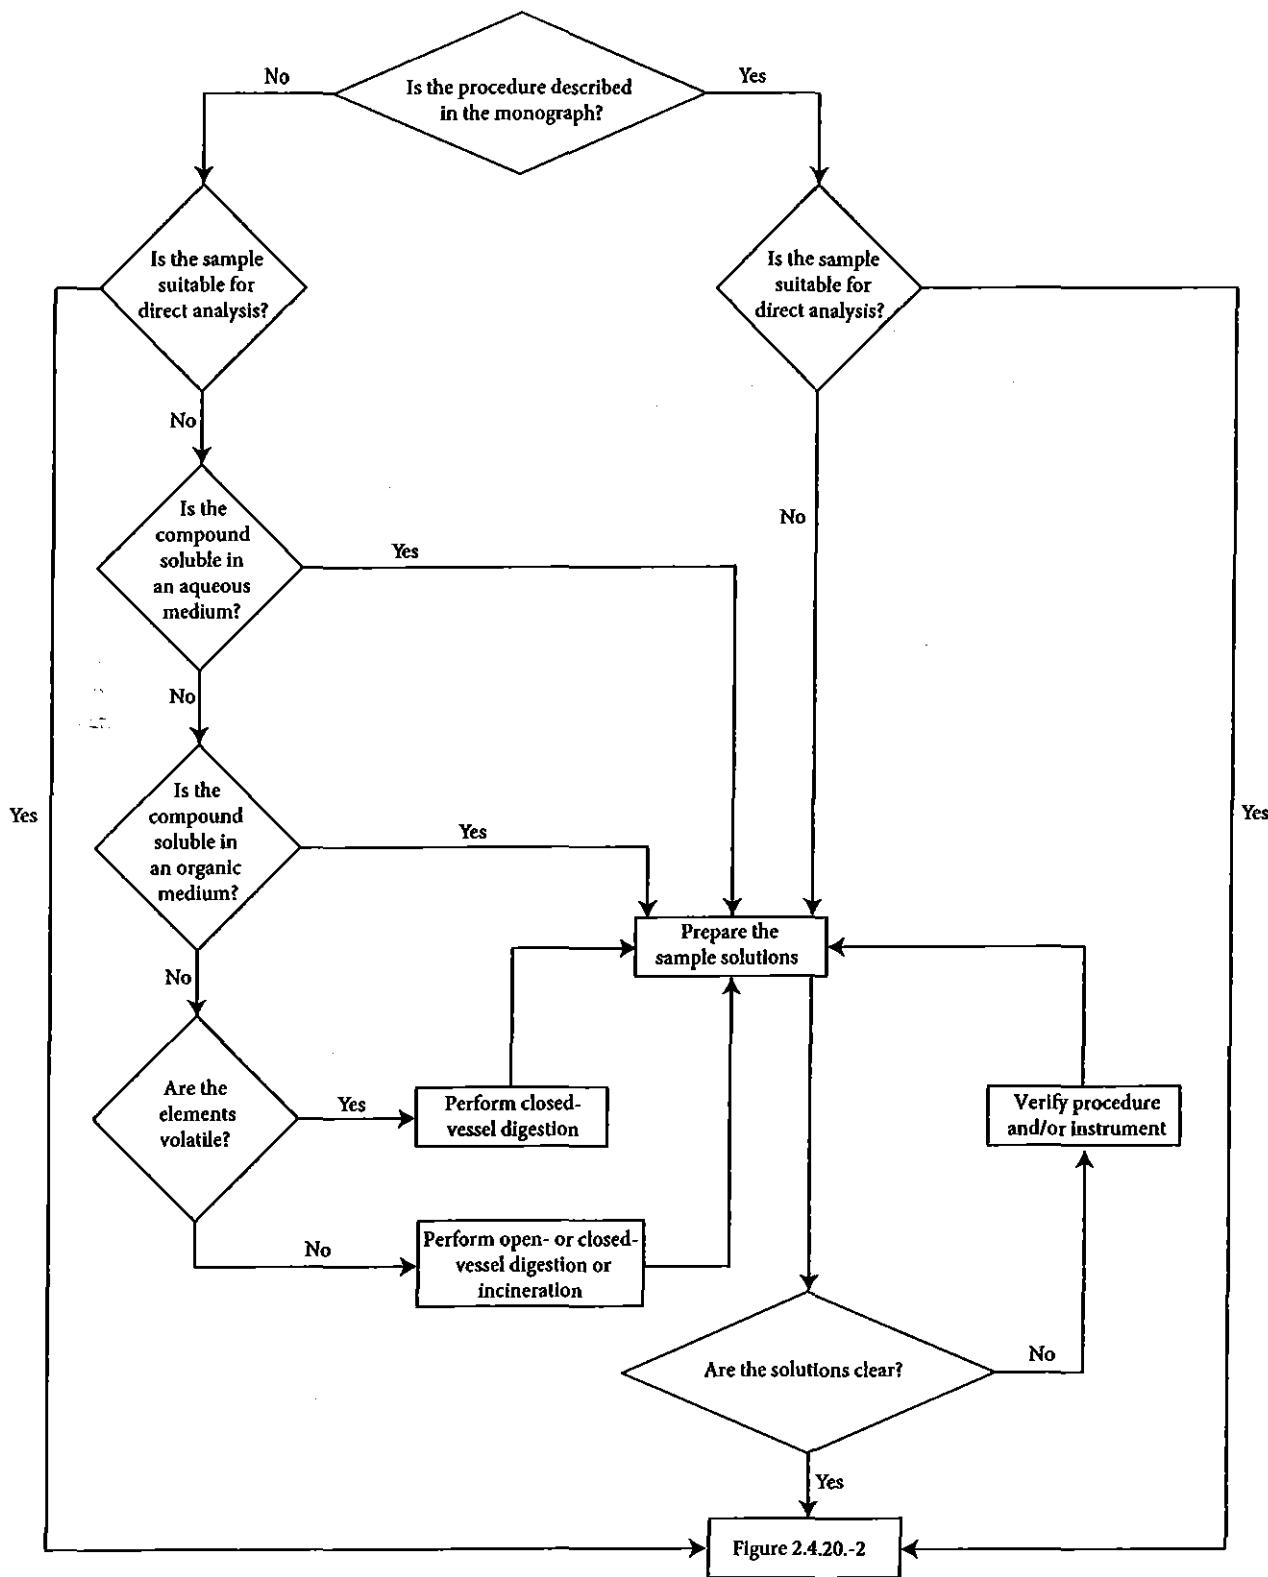 No
Yes
Is the procedure described
in the monograph?
Is the sample
suitable for
direct analysis?
Is the sample
suitable for
direct analysis?
No
Is the
compound
soluble in
an aqueous
medium?
Yes
No
No
Is the
compound
soluble in
an organic
medium?
Yes
Yes
Yes
Prepare the
sample solutions
No
Are the
elements
volatile?
Yes
Perform closed-
vessel digestion
Verify procedure
and/or instrument
No
Perform open- or closed-
vessel digestion or
incineration
Are the solutions clear?
No
Yes
Figure 2.4.20.-2